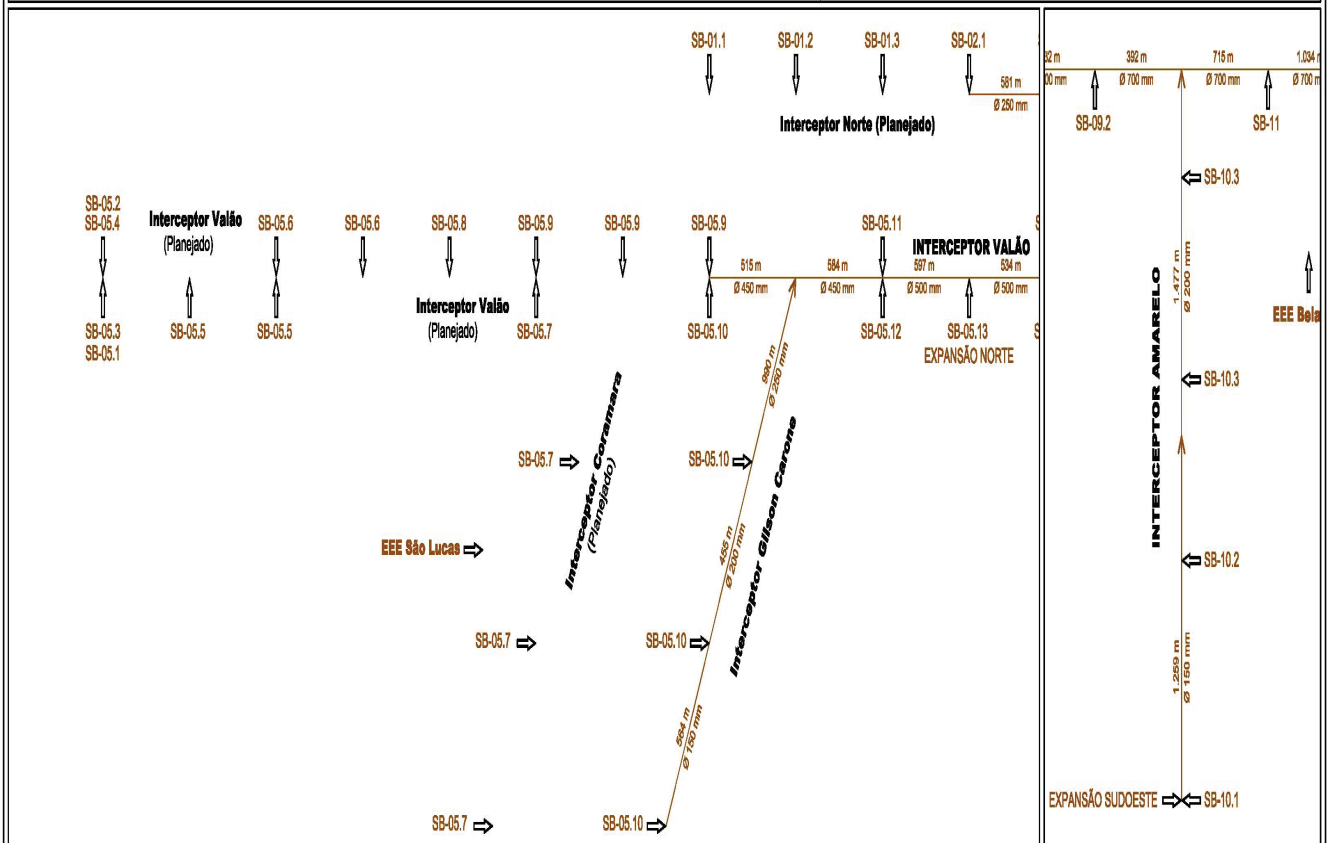 SB-01.1
SB-01.2
SB-01.3
SB-02.1
581 m
Ø 250 mm
Interceptor Norte (Planejado)
SB-05.2
SB-05.4
Interceptor Valão
(Planejado)
SB-05.6
SB-05.6
SB-05.8
SB-05.9
SB-05.9
SB-05.9
SB-05.11
INTERCEPTOR VALÃO
515 m
Ø 450 mm
584 m
Ø 450 mm
597 m
Ø 500 mm
534 m
Ø 500 mm
Interceptor Valão
(Planejado)
SB-05.3
SB-05.1
SB-05.5
SB-05.5
SB-05.7
SB-05.10
SB-05.12
SB-05.13
EXPANSÃO NORTE
990 m
Ø 250 mm
Interceptor Coramara
(Planejado)
Interceptor Gilson Carone
SB-05.7
SB-05.10
EEE São Lucas
455 m
Ø 200 mm
SB-05.7
SB-05.10
564 m
Ø 150 mm
SB-05.7
SB-05.10
32 m
00 mm
392 m
Ø 700 mm
715 m
Ø 700 mm
1.034
Ø 700 m
SB-09.2
SB-11
SB-10.3
1.477 m
Ø 200 mm
INTERCEPTOR AMARELO
EEE Bela
SB-10.3
SB-10.2
1.259 m
Ø 150 mm
EXPANSÃO SUDOESTE
SB-10.1